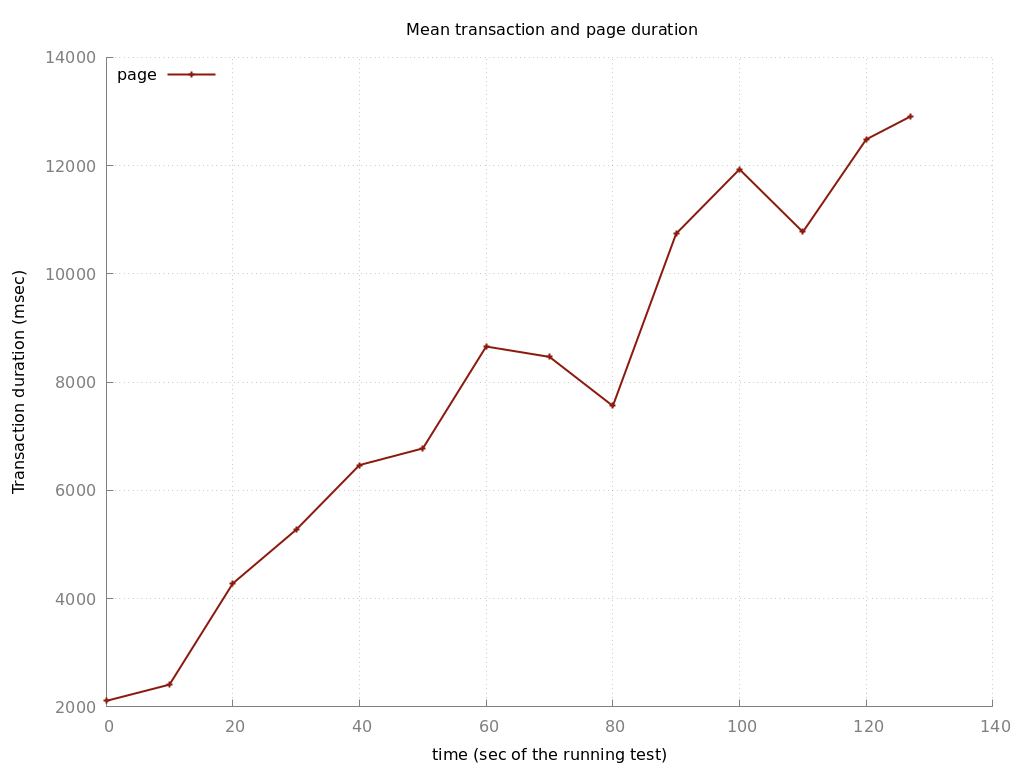 Mean transaction and page duration
14000
page
12000
10000
8000
6000
4000
2000
Transaction duration (msec)
0 20 40 60 80 100 120 140
time (sec of the running test)